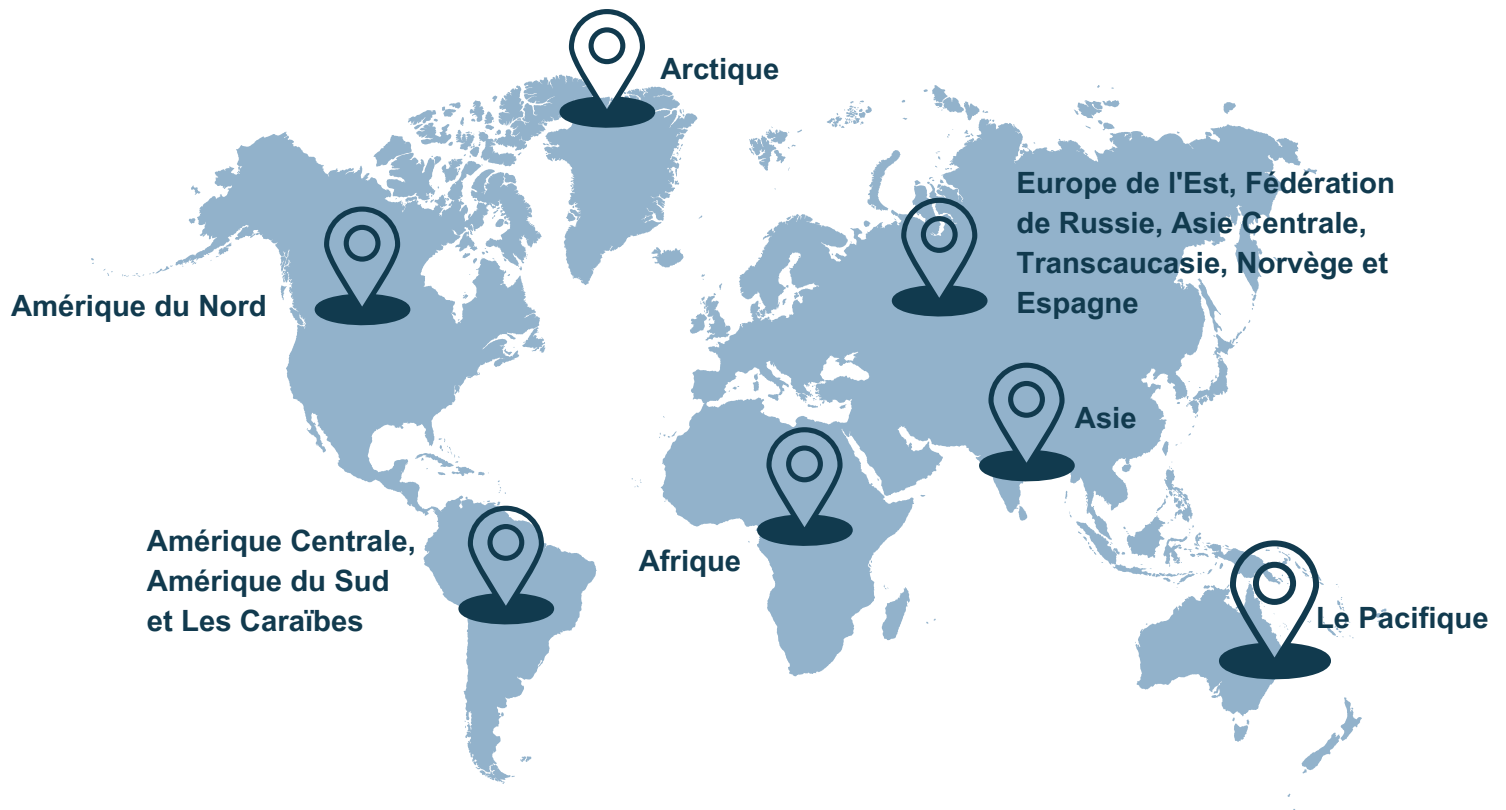 Arctique
Europe de l'Est, Fédération
de Russie, Asie Centrale,
Transcaucasie, Norvège et
Espagne
Amérique du Nord
Asie
Amérique Centrale,
Amérique du Sud
et Les Caraïbes
Afrique
Le Pacifique